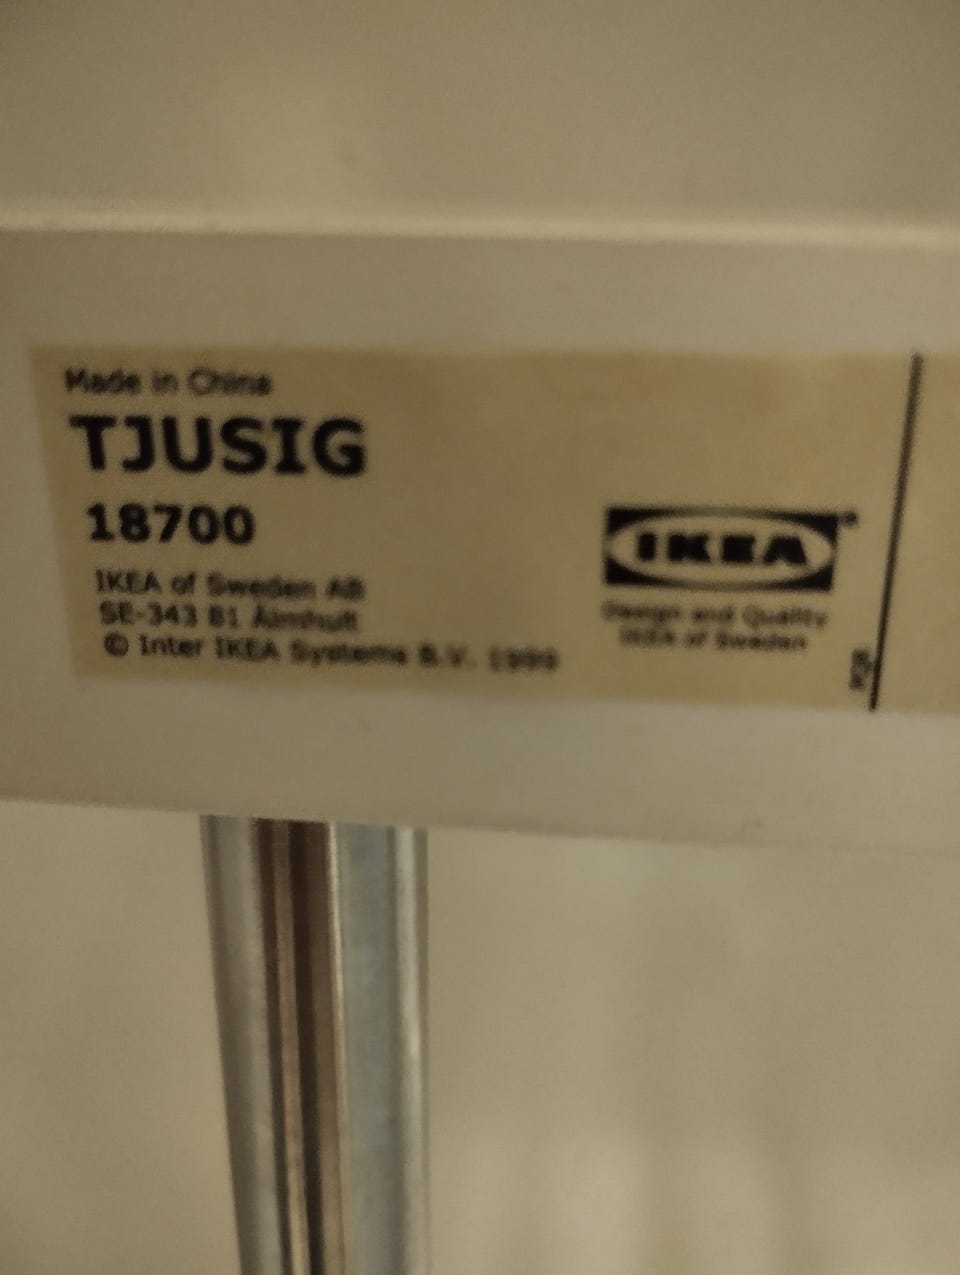 Made in China
TJUSIG
18700
IKEA of Sweden AB
SE-343 81 Älmhult
© Inter IKEA Systems B.V. 1999
IKEA®
Design and Quality
IKEA of Sweden